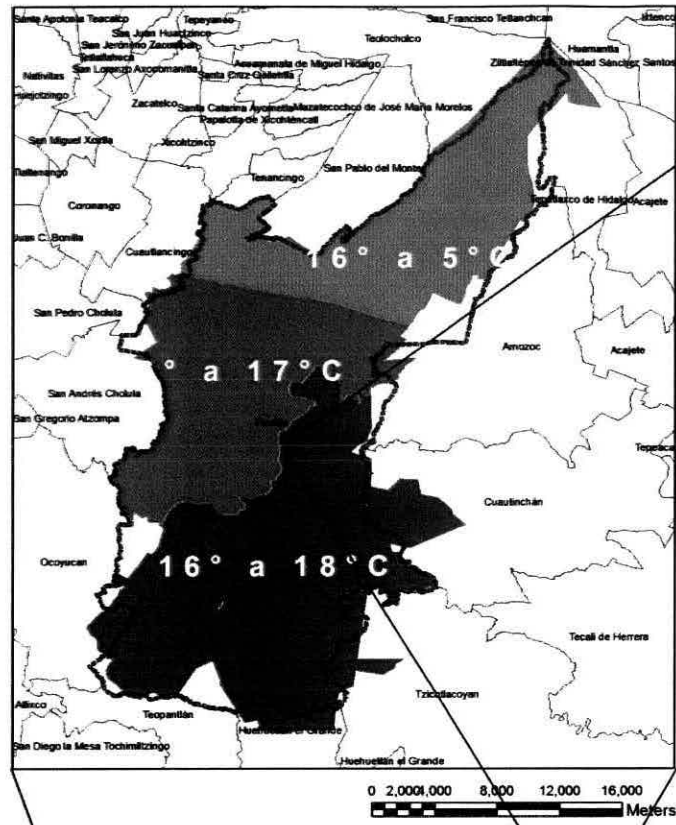 Santa Apolonia Teacalco
Tepeyanco
San Francisco Tetlanohcan
Ixtenco
San Juan Huactzinco
San Jerónimo Zacualpan
Teolocholco
Huamantla
Tetlatlahuca
Acuamanala de Miguel Hidalgo
Trinidad Sánchez Santos
San Lorenzo Axocomanitla
Nativitas
Santa Cruz Quilehtla
Zacatelco
Santa Catarina Ayometla
Mazatecochco de José María Morelos
Papalotla de Xicohténcatl
San Miguel Xoxtla
Xicohtzinco
San Pablo del Monte
Tlaltenango
Tenancingo
Tepatlaxco de Hidalgo
Acajete
Coronango
Juan C. Bonilla
Cuautlancingo
16° a 5°C
San Pedro Cholula
Amozoc
Acajete
° a 17°C
San Andrés Cholula
San Gregorio Atzompa
Tepeaca
Cuautinchán
Ocoyucan
16° a 18°C
Tecali de Herrera
Tzicatlacoyan
Atlixco
Teopantlán
Huehuetlán el Grande
San Diego la Mesa Tochimiltzingo
Huehuetlán el Grande
0 2,000 4,000 8,000 12,000 16,000
Meters